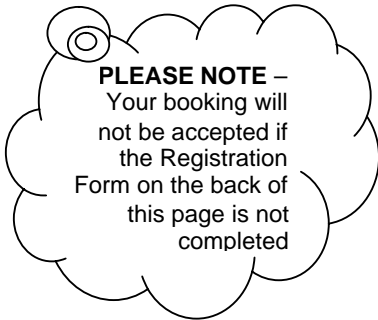 PLEASE NOTE –
Your booking will
not be accepted if
the Registration
Form on the back of
this page is not
completed